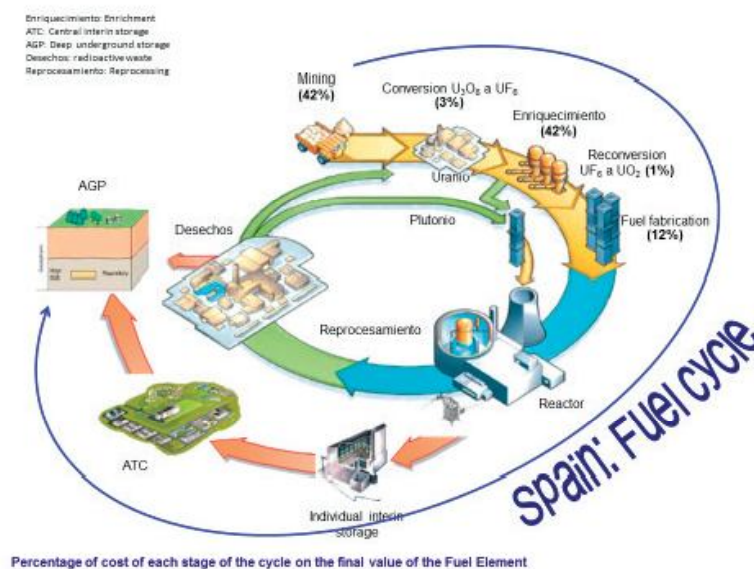 Enriquecimiento: Enrichment
ATC: Central interin storage
AGP: Deep underground storage
Desechos: radioactive waste
Reprocesamiento: Reprocessing
Mining
(42%)
Conversion U3O8 a UF6
(3%)
Enriquecimiento
(42%)
Reconversion
UF6 a UO2 (1%)
Uranio
AGP
Desechos
Plutonio
Fuel fabrication
(12%)
Repository
Reprocesamiento
Reactor
Spain: Fuel cycle
ATC
Individual interin
storage
Percentage of cost of each stage of the cycle on the final value of the Fuel Element